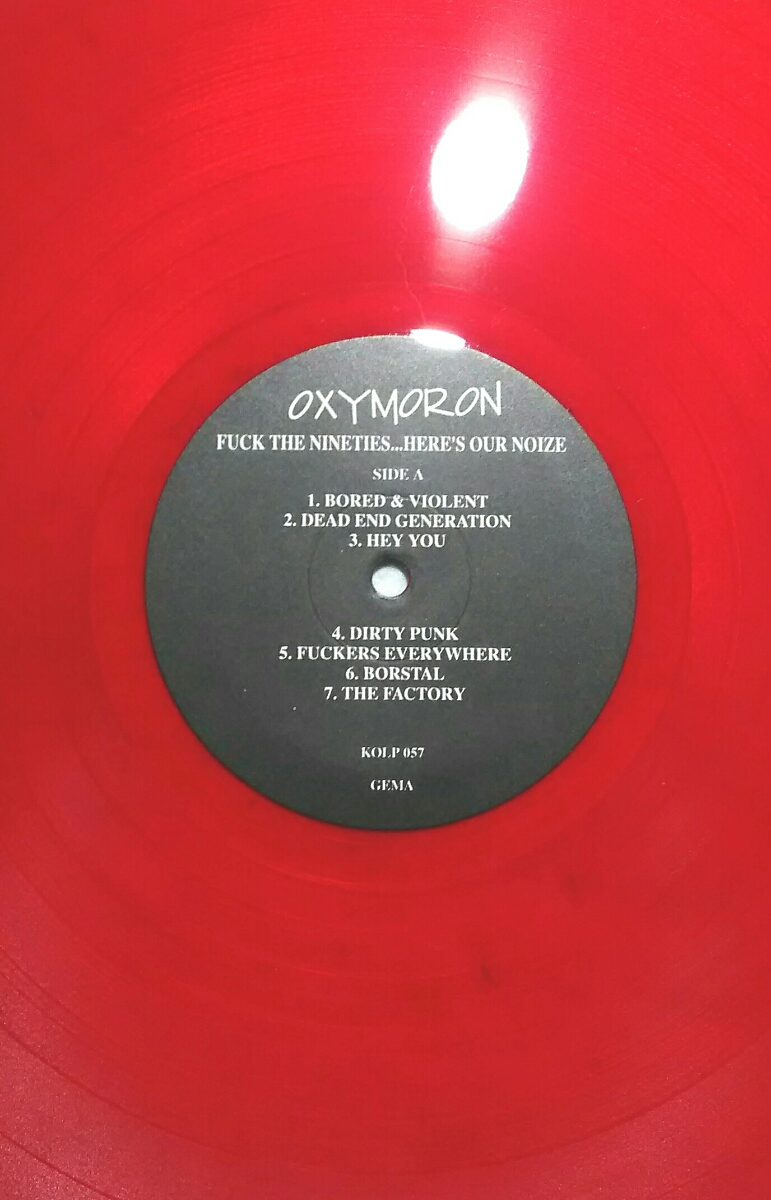 OXYMORON
FUCK THE NINETIES...HERE'S OUR NOIZE
SIDE A
1. BORED & VIOLENT
2. DEAD END GENERATION
3. HEY YOU
4. DIRTY PUNK
5. FUCKERS EVERYWHERE
6. BORSTAL
7. THE FACTORY
KOLP 057
GEMA